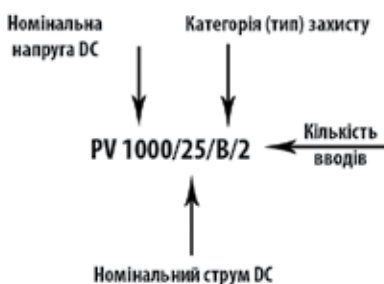 Номінальна
напруга DC
Категорія (тип) захисту
PV 1000/25/B/2
Кількість
вводів
Номінальний струм DC